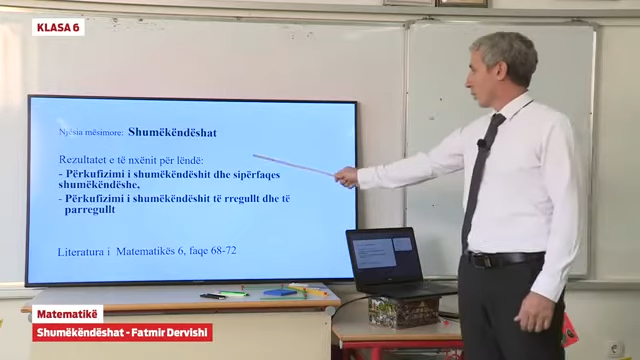 KLASA 6
Njësia mësimore: Shumëkëndëshat
Rezultatet e të nxënit për lëndë:
- Përkufizimi i shumëkëndëshit dhe sipërfaqes
shumëkëndëshe.
- Përkufizimi i shumëkëndëshit të rregullt dhe të
parregullt
Literatura i Matematikës 6, faqe 68-72
Matematikë
Shumëkëndëshat - Fatmir Dervishi